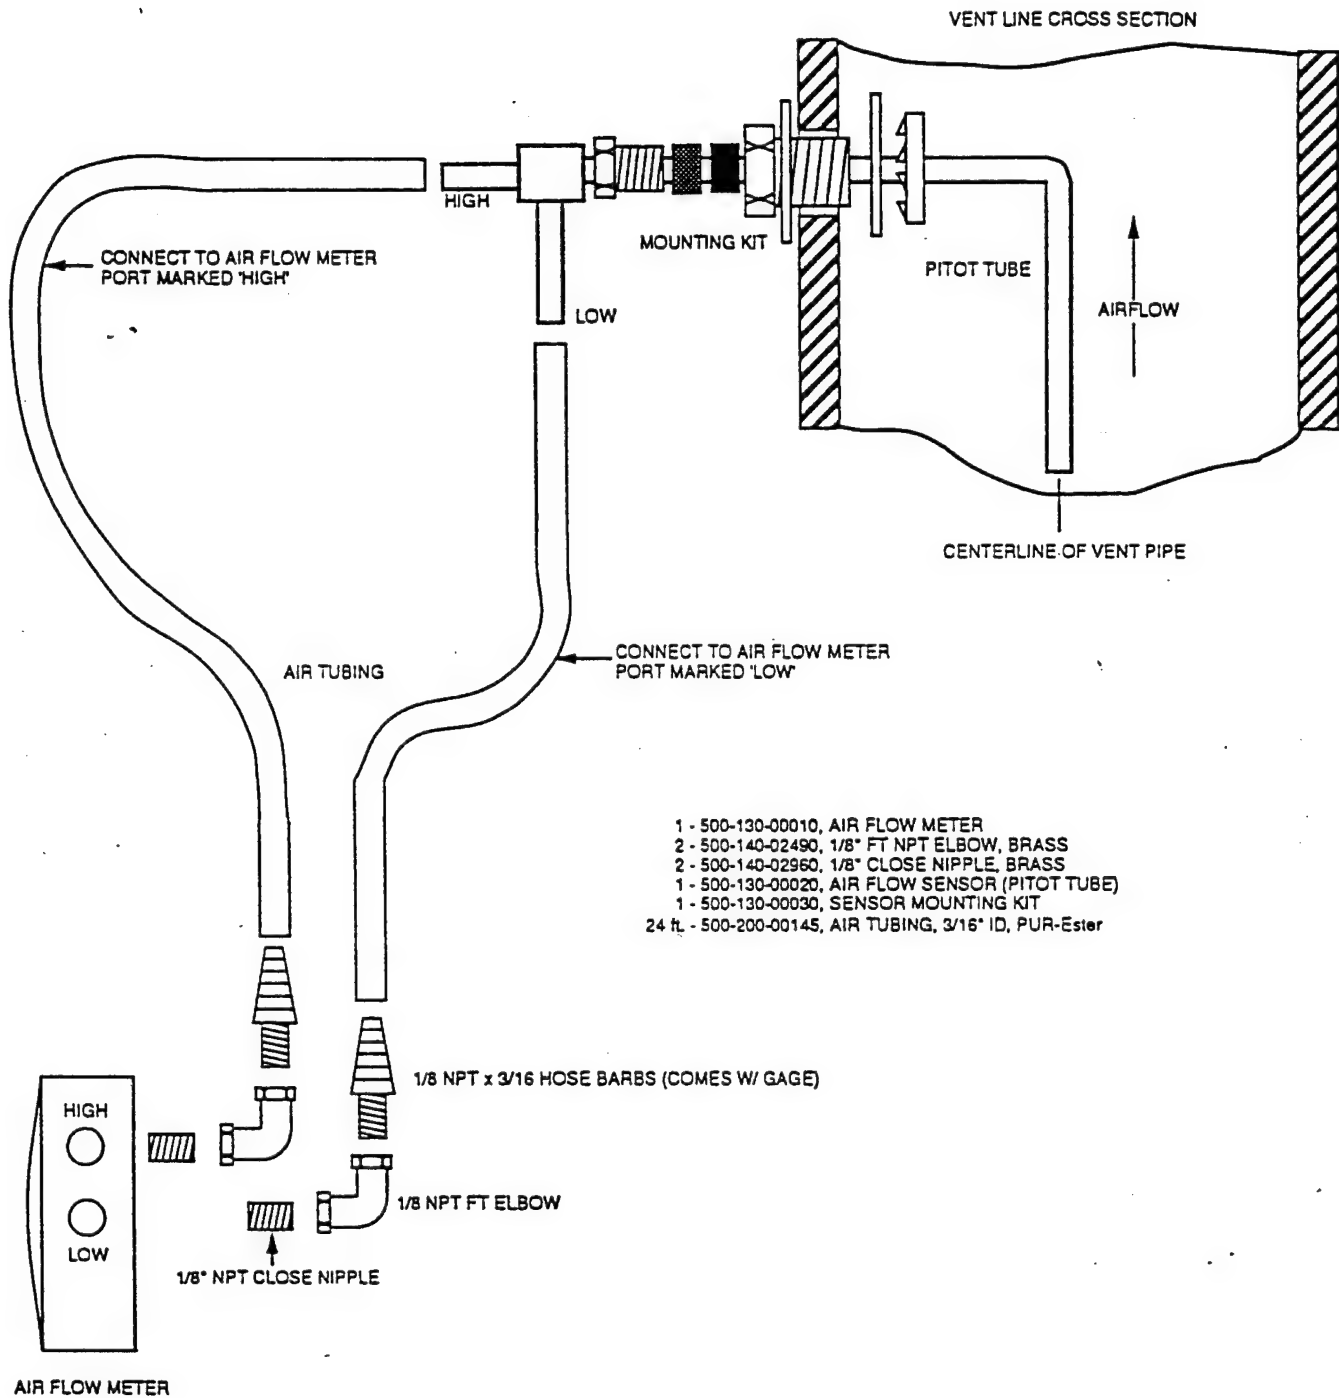 VENT LINE CROSS SECTION
HIGH
MOUNTING KIT
CONNECT TO AIR FLOW METER
PORT MARKED "HIGH"
PITOT TUBE
AIRFLOW
LOW
CENTERLINE OF VENT PIPE
CONNECT TO AIR FLOW METER
PORT MARKED "LOW"
AIR TUBING
1 - 500-130-00010, AIR FLOW METER
2 - 500-140-02490, 1/8" FT NPT ELBOW, BRASS
2 - 500-140-02960, 1/8" CLOSE NIPPLE, BRASS
1 - 500-130-00020, AIR FLOW SENSOR (PITOT TUBE)
1 - 500-130-00030, SENSOR MOUNTING KIT
24 ft. - 500-200-00145, AIR TUBING, 3/16" ID, PUR-Ester
1/8 NPT x 3/16 HOSE BARBS (COMES W/ GAGE)
HIGH
LOW
1/8 NPT FT ELBOW
1/8" NPT CLOSE NIPPLE
AIR FLOW METER